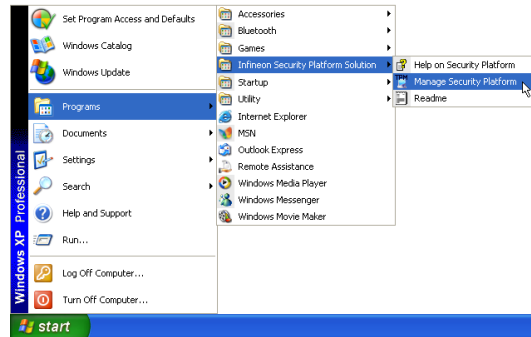 Set Program Access and Defaults
Windows Catalog
Windows Update
Programs
Documents
Settings
Search
Help and Support
Run...
Log Off Computer...
Turn Off Computer...
Windows XP Professional
start
Accessories
Bluetooth
Games
Infineon Security Platform Solution
Startup
Utility
Internet Explorer
MSN
Outlook Express
Remote Assistance
Windows Media Player
Windows Messenger
Windows Movie Maker
Help on Security Platform
TPM Manage Security Platform
Readme